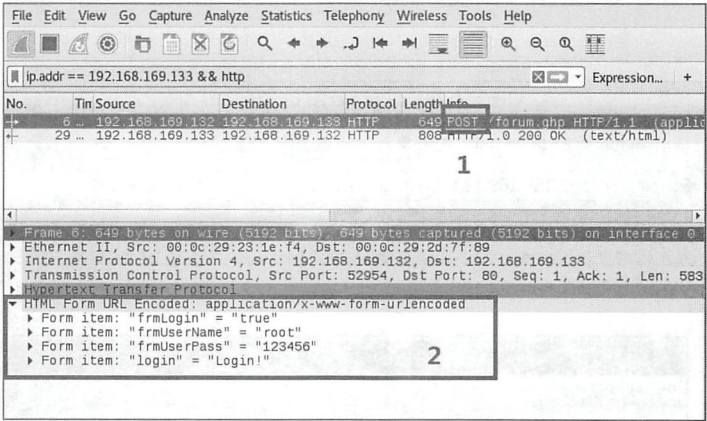 File Edit View Go Capture Analyze Statistics Telephony Wireless Tools Help
ip.addr == 192.168.169.133 && http
Expression... +
No. Tin Source Destination Protocol Length Info
6 ... 192.168.169.132 192.168.169.133 HTTP 649 POST /forum.ghp HTTP/1.1 (applic
29 ... 192.168.169.133 192.168.169.132 HTTP 808 HTTP/1.0 200 OK (text/html)
1
Frame 6: 649 bytes on wire (5192 bits), 649 bytes captured (5192 bits) on interface 0
Ethernet II, Src: 00:0c:29:23:1e:f4, Dst: 00:0c:29:2d:7f:89
Internet Protocol Version 4, Src: 192.168.169.132, Dst: 192.168.169.133
Transmission Control Protocol, Src Port: 52954, Dst Port: 80, Seq: 1, Ack: 1, Len: 583
Hypertext Transfer Protocol
HTML Form URL Encoded: application/x-www-form-urlencoded
Form item: "frmLogin" = "true"
Form item: "frmUserName" = "root"
Form item: "frmUserPass" = "123456"
Form item: "login" = "Login!"
2